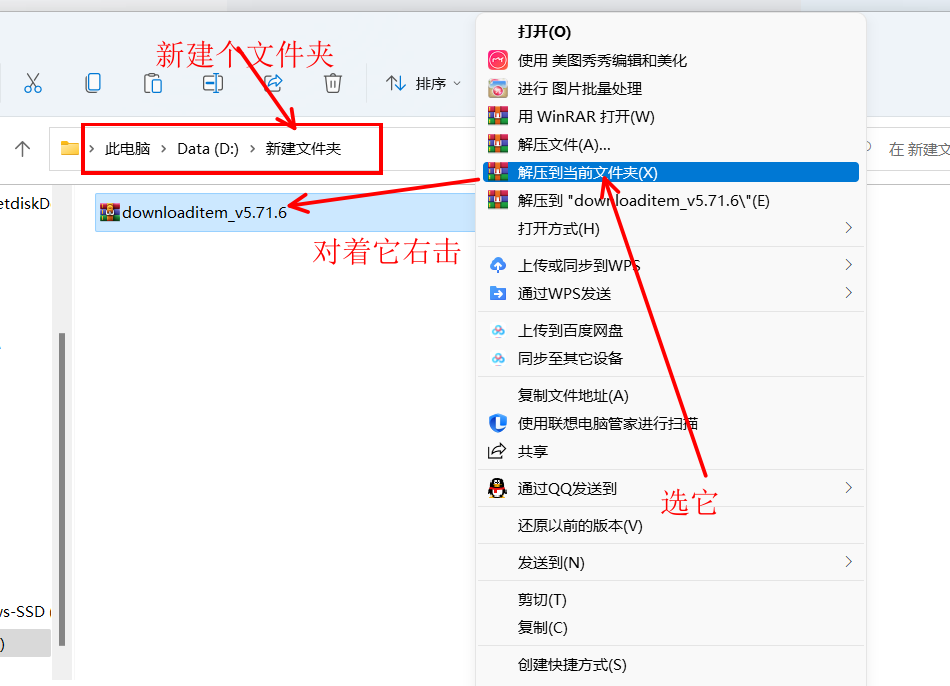 新建个文件夹
排序
此电脑 > Data (D:) > 新建文件夹
在 新建文
etdiskD
downloaditem_v5.71.6
对着它右击
ws-SSD (
)
打开(O)
使用 美图秀秀编辑和美化
进行 图片批量处理
用 WinRAR 打开(W)
解压文件(A)...
解压到当前文件夹(X)
解压到 "downloaditem_v5.71.6\"(E)
打开方式(H)
上传或同步到WPS
通过WPS发送
上传到百度网盘
同步至其它设备
复制文件地址(A)
使用联想电脑管家进行扫描
共享
通过QQ发送到
选它
还原以前的版本(V)
发送到(N)
剪切(T)
复制(C)
创建快捷方式(S)